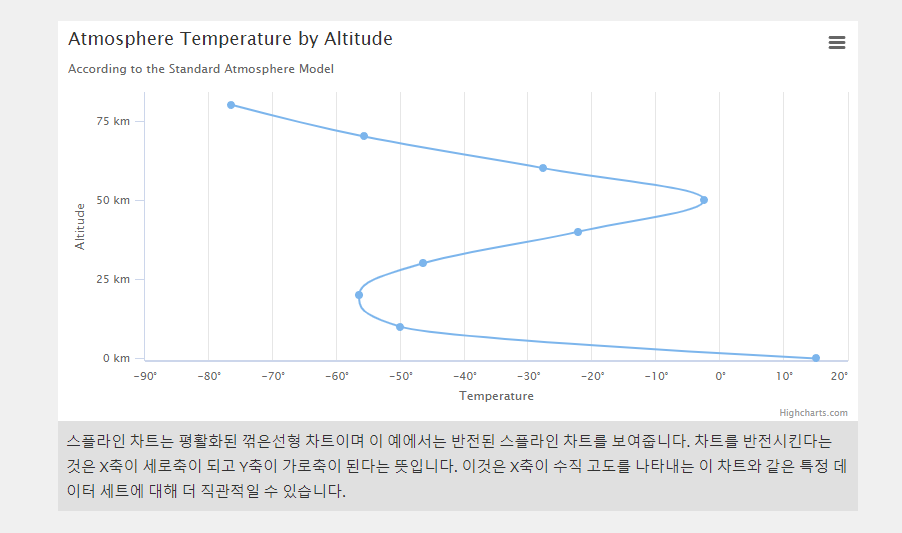 Atmosphere Temperature by Altitude
According to the Standard Atmosphere Model
75 km
50 km
25 km
0 km
Altitude
-90° -80° -70° -60° -50° -40° -30° -20° -10° 0° 10° 20°
Temperature
Highcharts.com
스플라인 차트는 평활화된 꺾은선형 차트이며 이 예에서는 반전된 스플라인 차트를 보여줍니다. 차트를 반전시킨다는
것은 X축이 세로축이 되고 Y축이 가로축이 된다는 뜻입니다. 이것은 X축이 수직 고도를 나타내는 이 차트와 같은 특정 데
이터 세트에 대해 더 직관적일 수 있습니다.